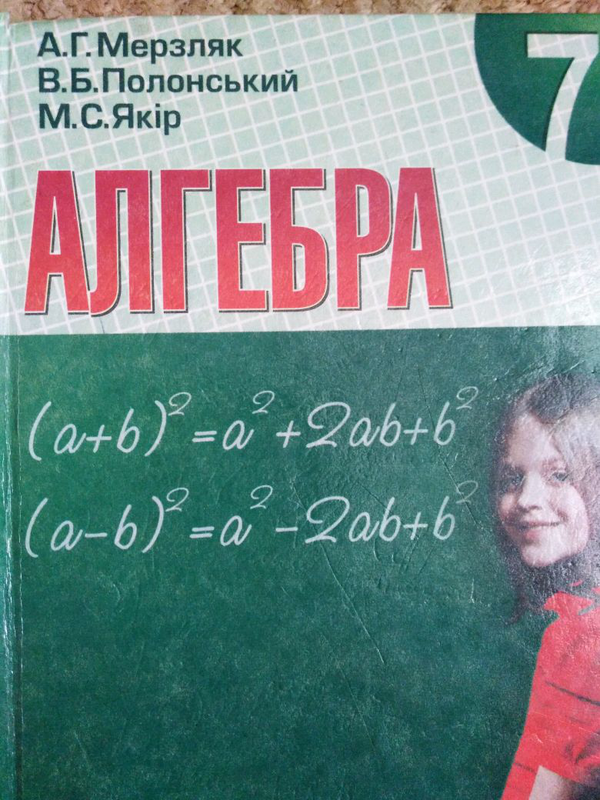 А.Г.Мерзляк
В.Б.Полонський
М.С.Якір
7
АЛГЕБРА
(a+b)²=a²+2ab+b²
(a-b)²=a²-2ab+b²